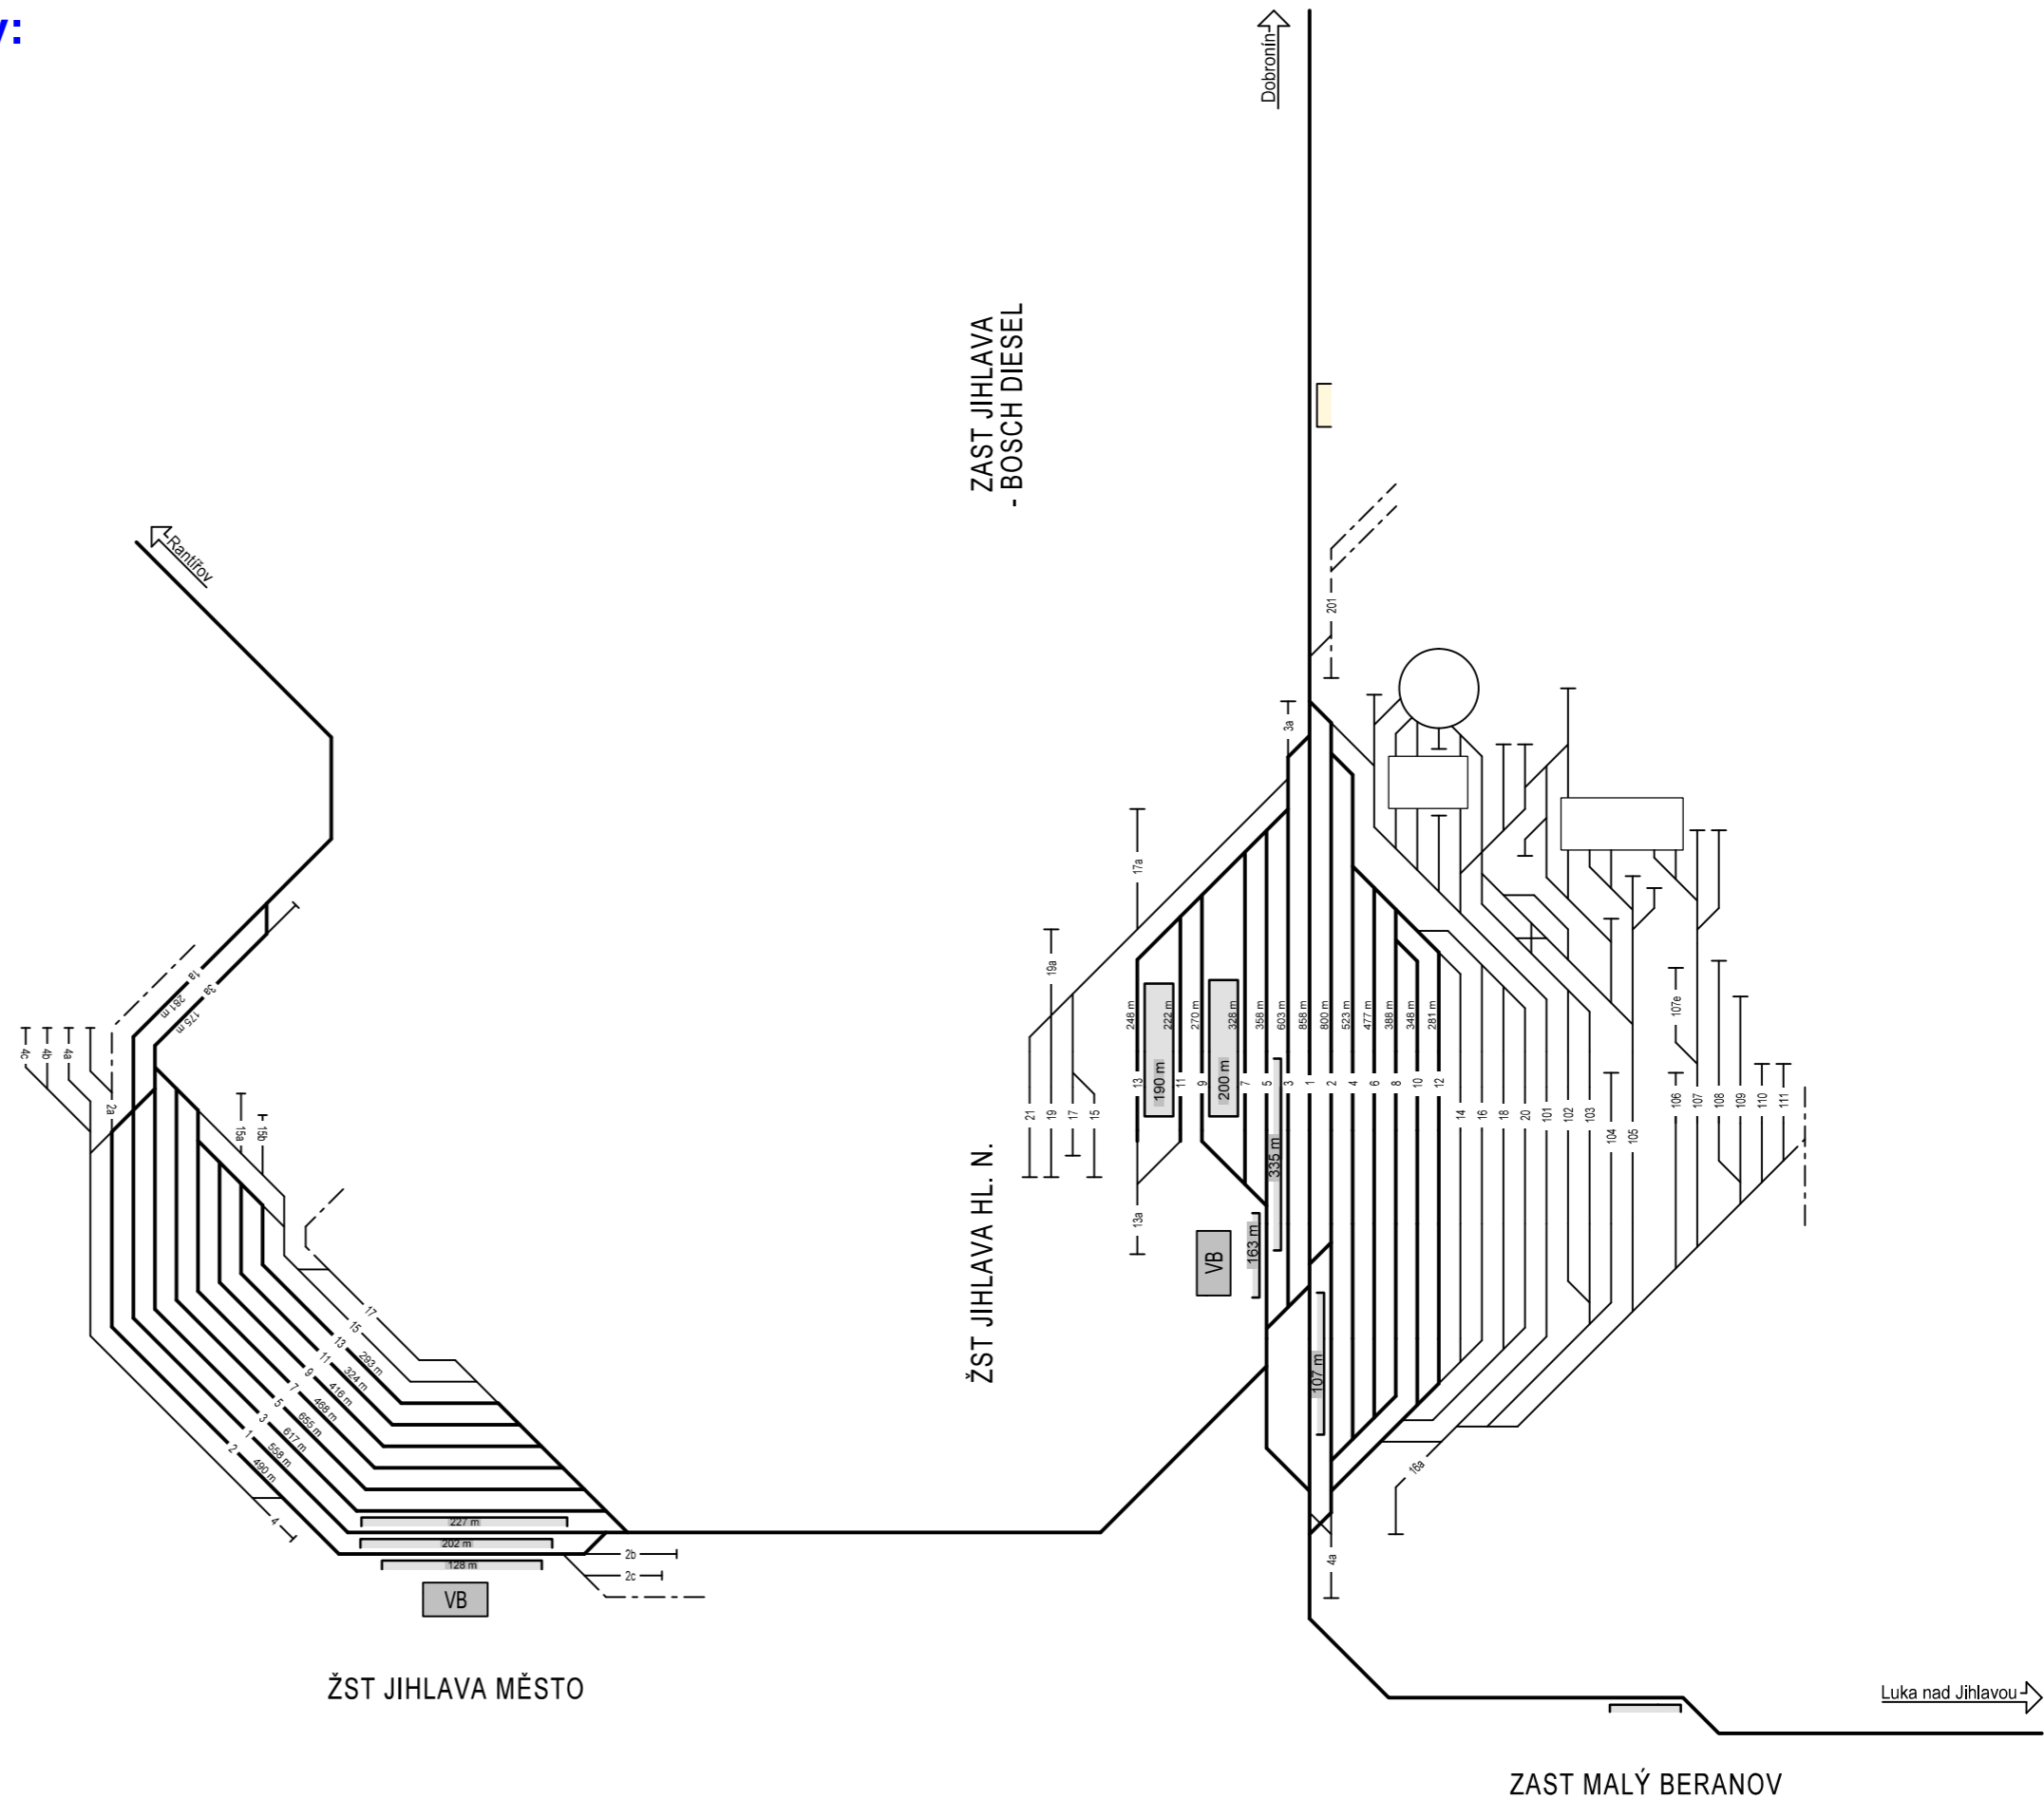 y:
Dobronín
ZAST JIHLAVA
- BOSCH DIESEL
Rantířov
201
3a
17a
19a
1a
281 m
3a
175 m
4c
4b
4a
2a
15a
15b
248 m
222 m
270 m
328 m
358 m
603 m
858 m
800 m
523 m
477 m
388 m
348 m
281 m
107e
21
19
17
15
13
190 m
11
9
200 m
7
5
3
1
2
4
6
8
10
12
14
16
18
20
101
102
103
104
105
106
107
108
109
110
111
335 m
13a
163 m
VB
ŽST JIHLAVA HL. N.
107 m
17
15
13
293 m
11
324 m
9
416 m
7
468 m
5
655 m
3
617 m
1
558 m
2
490 m
4
16a
227 m
202 m
128 m
VB
2b
2c
4a
ŽST JIHLAVA MĚSTO
Luka nad Jihlavou
ZAST MALÝ BERANOV